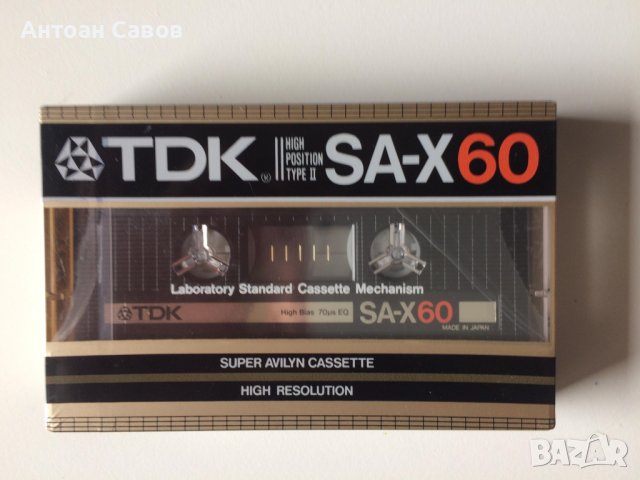 Антоан Савов
TDK® HIGH POSITION TYPE II SA-X60
Laboratory Standard Cassette Mechanism
TDK High Bias 70μs EQ SA-X60
MADE IN JAPAN
SUPER AVILYN CASSETTE
HIGH RESOLUTION
BAZAR